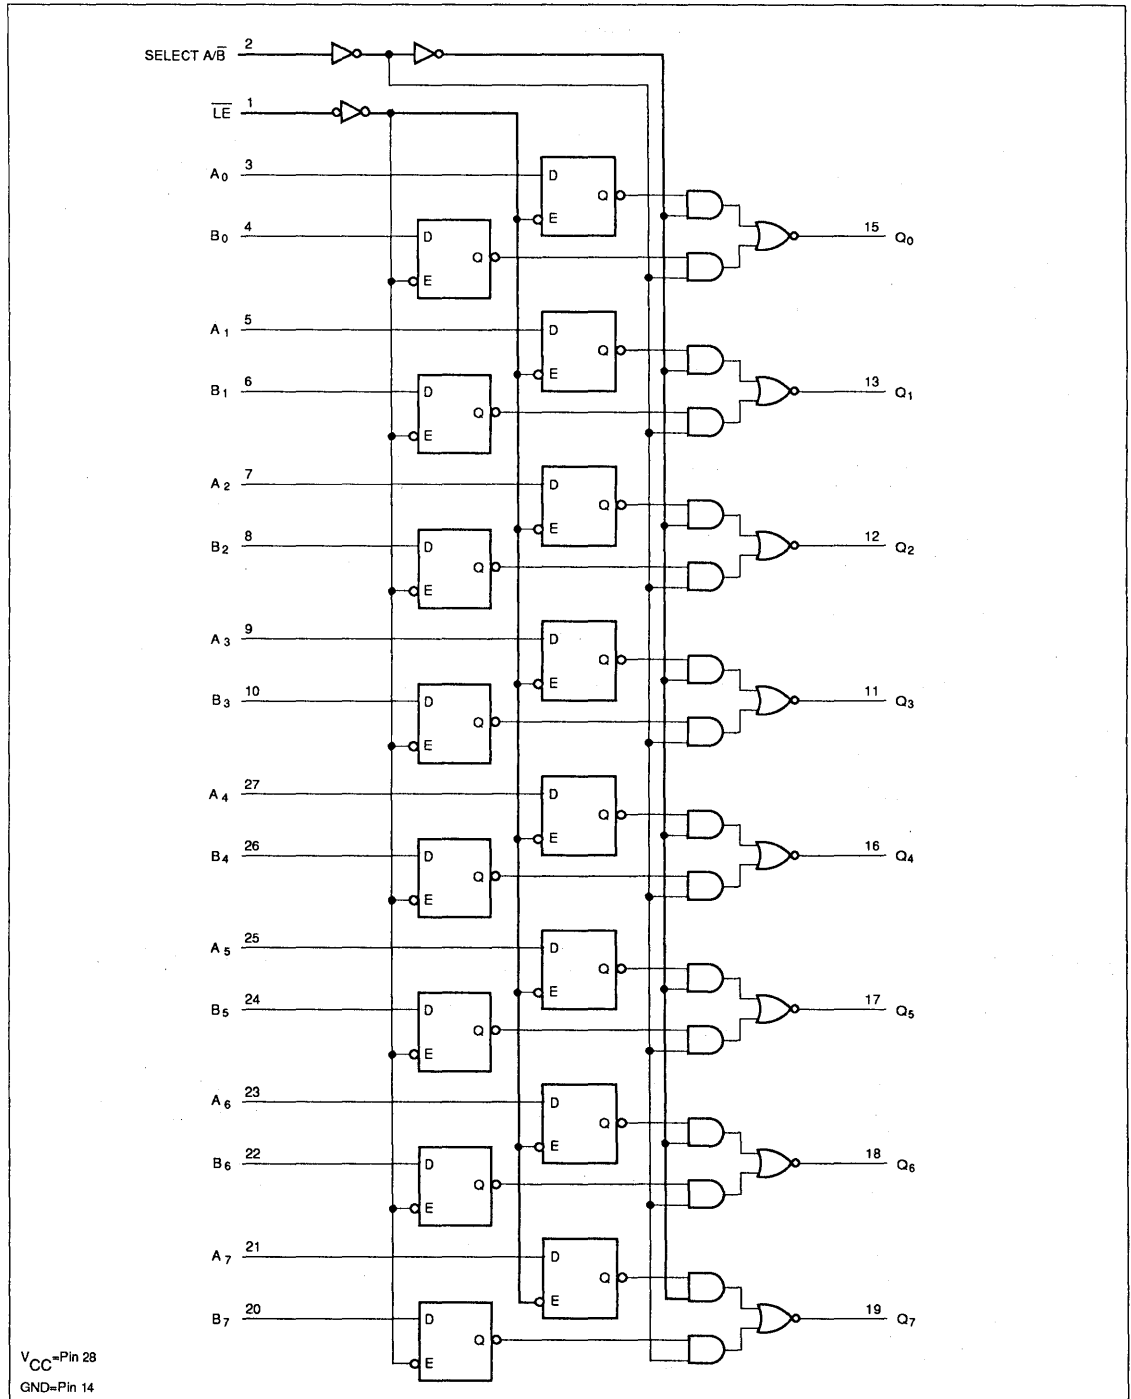 SELECT A/B̅ 2
L̅E̅ 1
A0 3
D
Q
E
B0 4
D
Q
E
15 Q0
A1 5
D
Q
E
B1 6
D
Q
E
13 Q1
A2 7
D
Q
E
B2 8
D
Q
E
12 Q2
A3 9
D
Q
E
B3 10
D
Q
E
11 Q3
A4 27
D
Q
E
B4 26
D
Q
E
16 Q4
A5 25
D
Q
E
B5 24
D
Q
E
17 Q5
A6 23
D
Q
E
B6 22
D
Q
E
18 Q6
A7 21
D
Q
E
B7 20
D
Q
E
19 Q7
VCC=Pin 28
GND=Pin 14